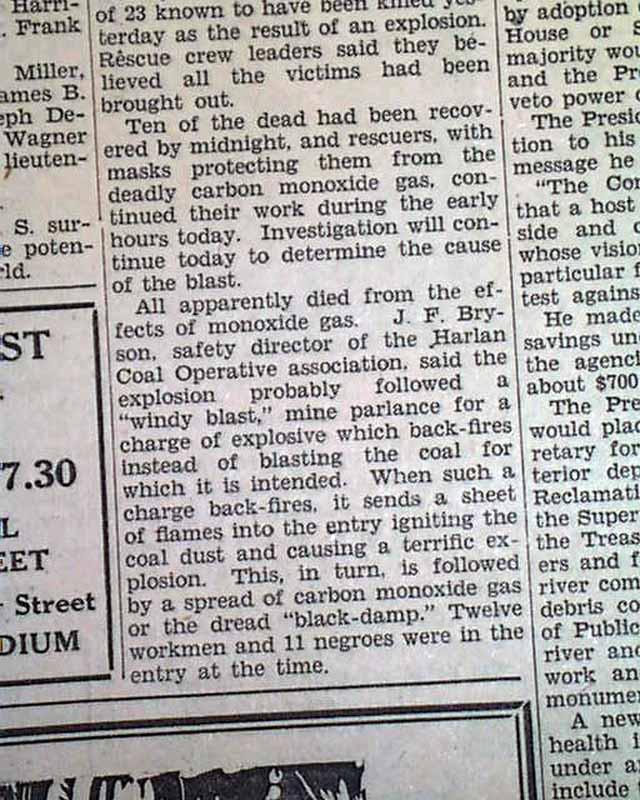 Harri-
. Frank
Miller,
ames B.
eph De-
Wagner
lieuten-
S. sur-
e poten-
rld.
ST
7.30
L
EET
Street
DIUM
of 23 known to have been killed yes-
terday as the result of an explosion.
Rescue crew leaders said they be-
lieved all the victims had been
brought out.
Ten of the dead had been recov-
ered by midnight, and rescuers, with
masks protecting them from the
deadly carbon monoxide gas, con-
tinued their work during the early
hours today. Investigation will con-
tinue today to determine the cause
of the blast.
All apparently died from the ef-
fects of monoxide gas. J. F. Bry-
son, safety director of the Harlan
Coal Operative association, said the
explosion probably followed a
“windy blast,” mine parlance for a
charge of explosive which back-fires
instead of blasting the coal for
which it is intended. When such a
charge back-fires, it sends a sheet
of flames into the entry igniting the
coal dust and causing a terrific ex-
plosion. This, in turn, is followed
by a spread of carbon monoxide gas
or the dread “black-damp.” Twelve
workmen and 11 negroes were in the
entry at the time.
by adoption
House or S
majority wou
and the Pre
veto power o
The Presid
tion to his
message he
“The Con
that a host
side and c
whose vision
particular
test against
He made
savings un
the agenci
about $700
The Pre
would plac
retary for
terior dep
Reclamati
the Super
the Treas
ers and f
river com
debris co
of Public
river and
work an
monumen
A new
health i
under a
include